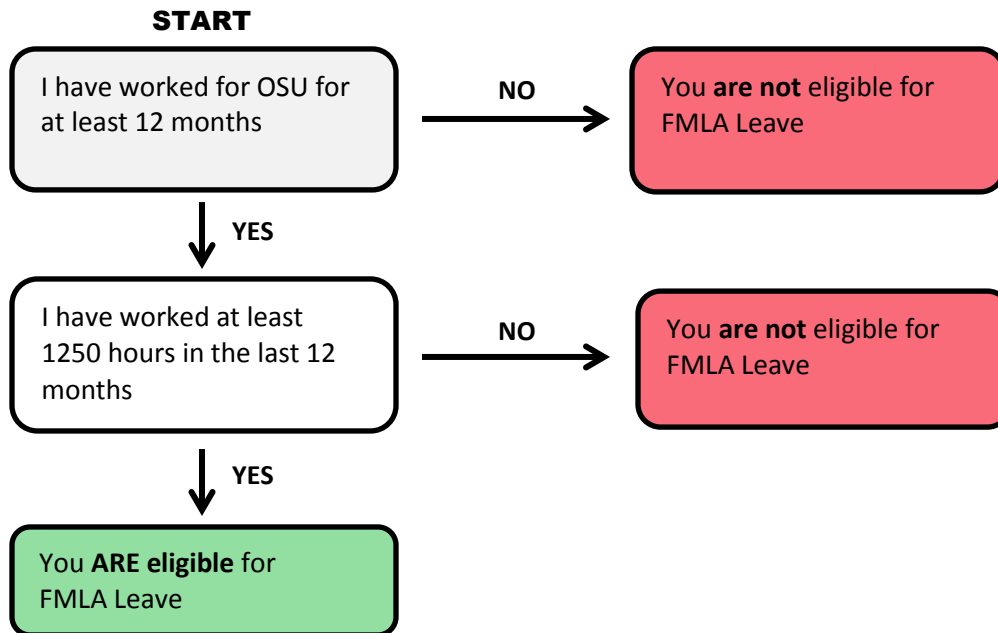 START
I have worked for OSU for
at least 12 months
NO
You are not eligible for
FMLA Leave
YES
I have worked at least
1250 hours in the last 12
months
NO
You are not eligible for
FMLA Leave
YES
You ARE eligible for
FMLA Leave